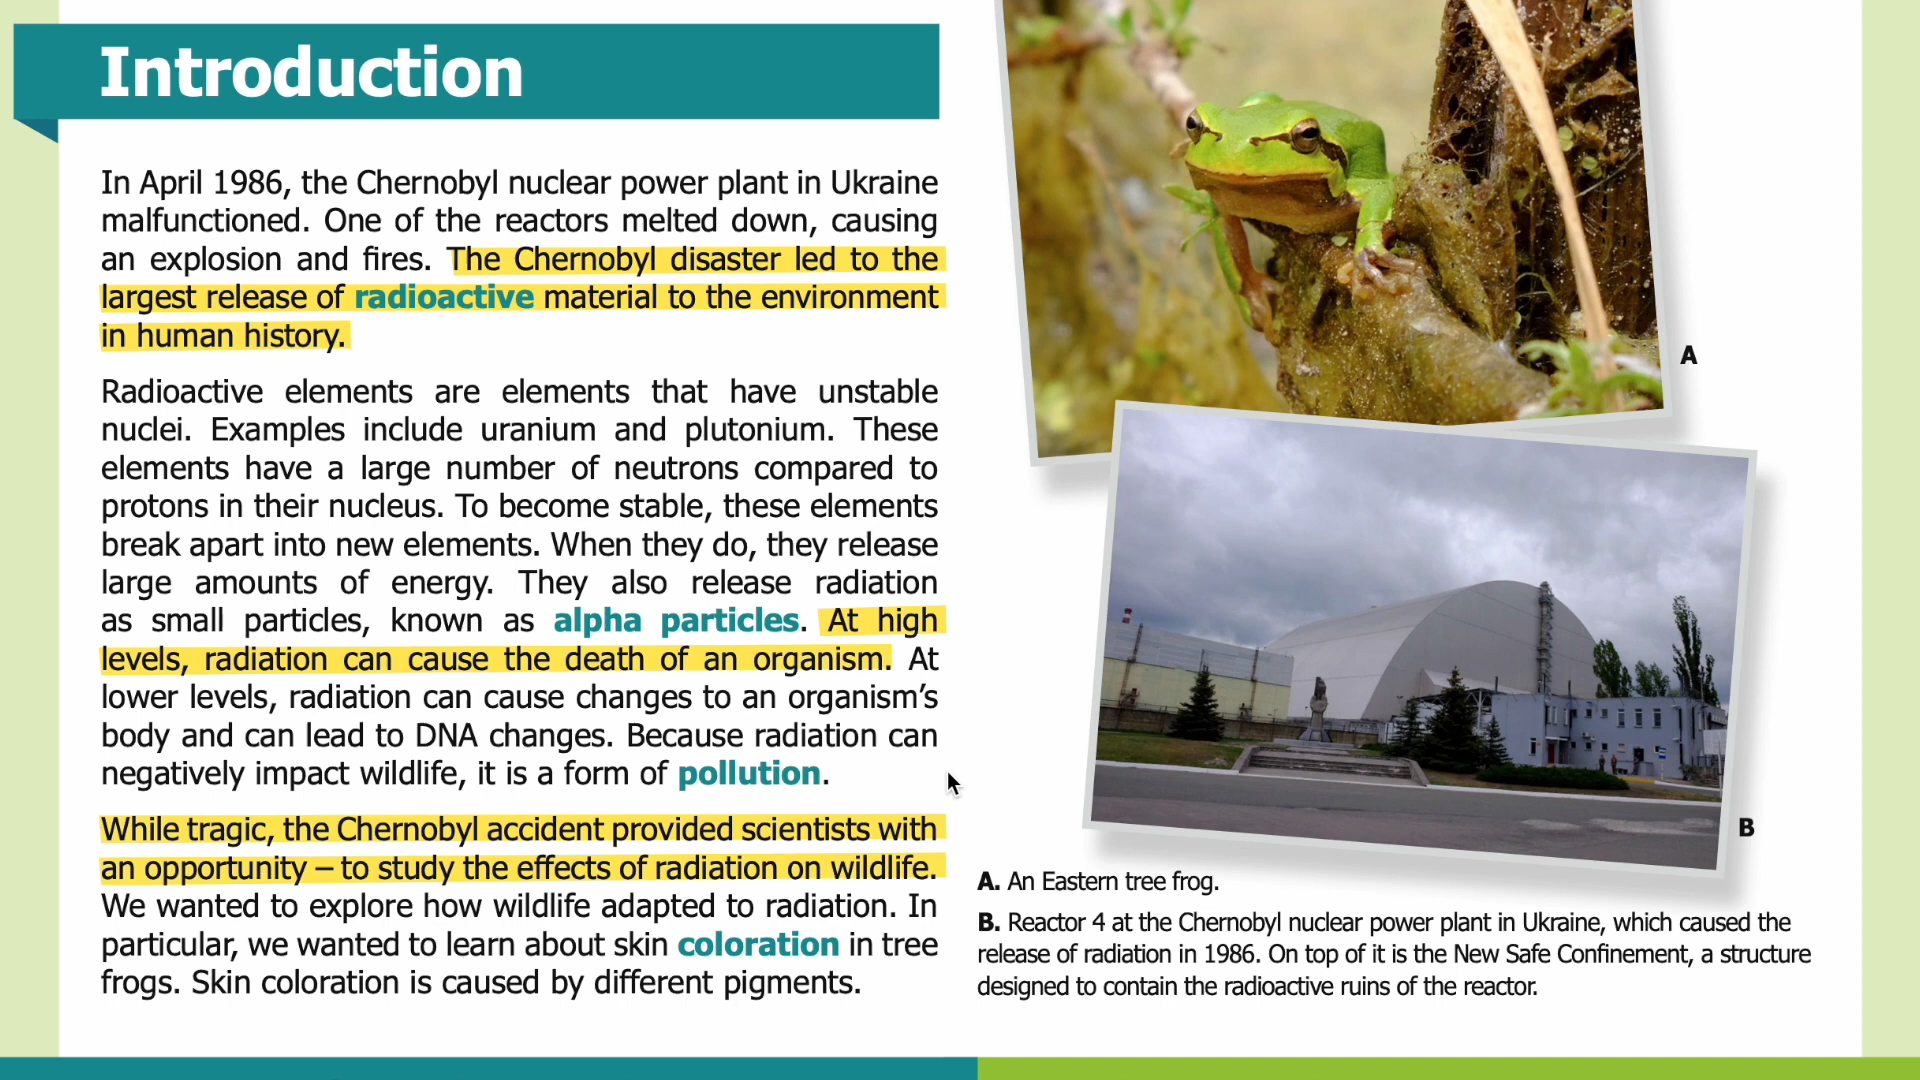 Introduction
In April 1986, the Chernobyl nuclear power plant in Ukraine
malfunctioned. One of the reactors melted down, causing
an explosion and fires. The Chernobyl disaster led to the
largest release of radioactive material to the environment
in human history.
Radioactive elements are elements that have unstable
nuclei. Examples include uranium and plutonium. These
elements have a large number of neutrons compared to
protons in their nucleus. To become stable, these elements
break apart into new elements. When they do, they release
large amounts of energy. They also release radiation
as small particles, known as alpha particles. At high
levels, radiation can cause the death of an organism. At
lower levels, radiation can cause changes to an organism’s
body and can lead to DNA changes. Because radiation can
negatively impact wildlife, it is a form of pollution.
While tragic, the Chernobyl accident provided scientists with
an opportunity – to study the effects of radiation on wildlife.
We wanted to explore how wildlife adapted to radiation. In
particular, we wanted to learn about skin coloration in tree
frogs. Skin coloration is caused by different pigments.
A
B
A. An Eastern tree frog.
B. Reactor 4 at the Chernobyl nuclear power plant in Ukraine, which caused the
release of radiation in 1986. On top of it is the New Safe Confinement, a structure
designed to contain the radioactive ruins of the reactor.